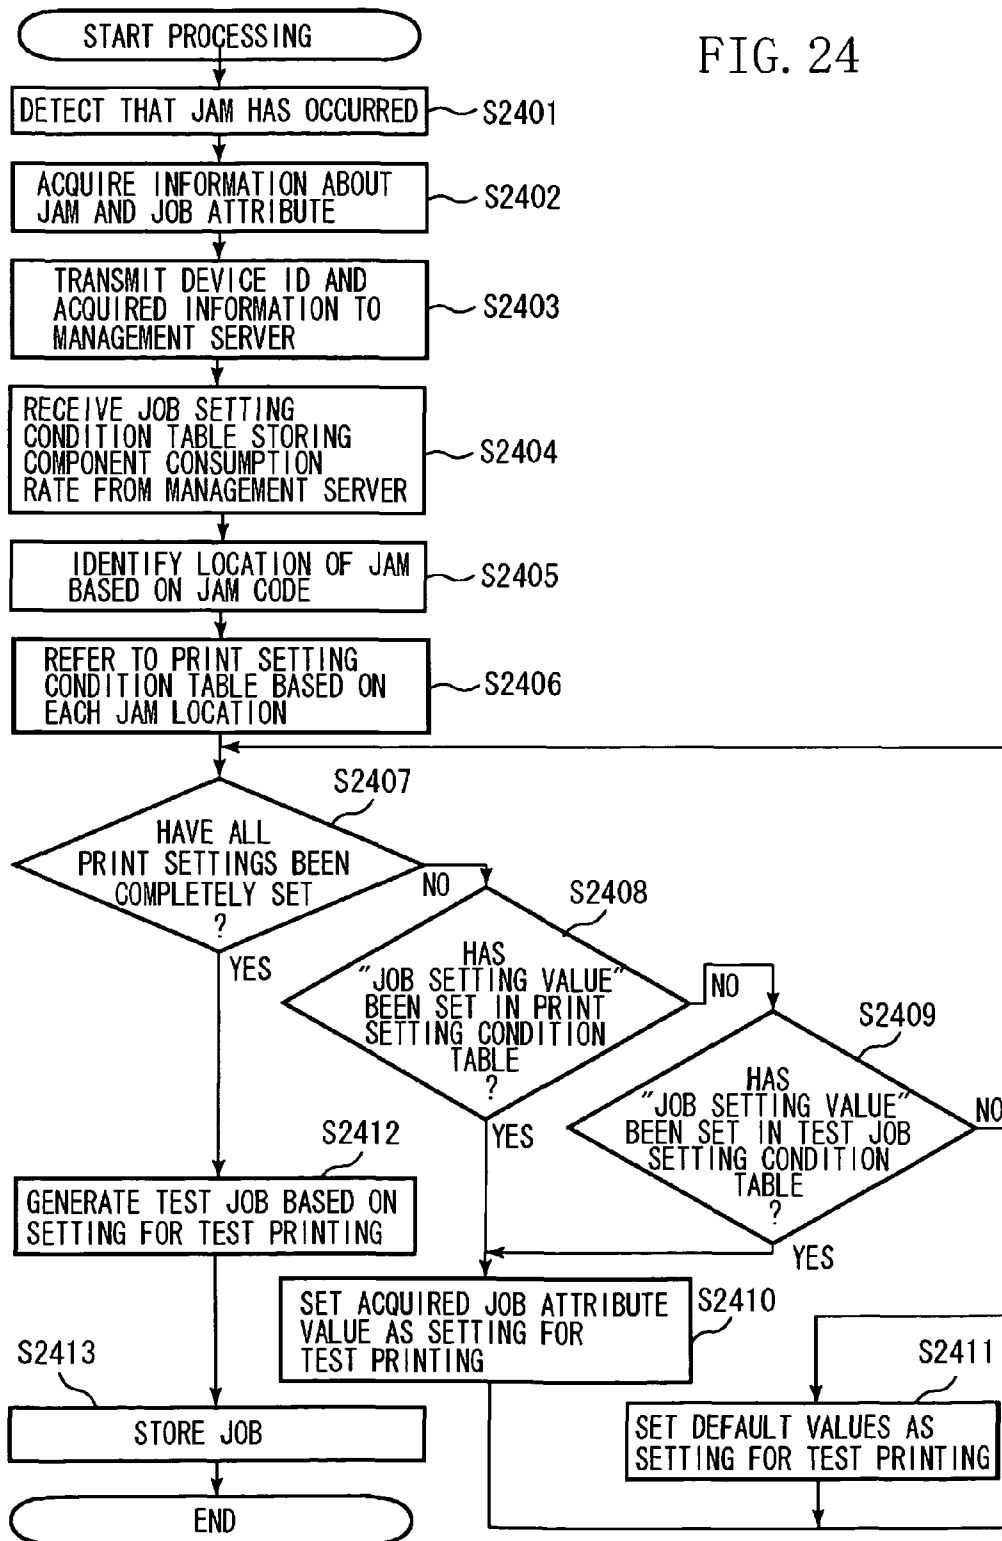 START PROCESSING
FIG. 24
DETECT THAT JAM HAS OCCURRED
S2401
ACQUIRE INFORMATION ABOUT
JAM AND JOB ATTRIBUTE
S2402
TRANSMIT DEVICE ID AND
ACQUIRED INFORMATION TO
MANAGEMENT SERVER
S2403
RECEIVE JOB SETTING
CONDITION TABLE STORING
COMPONENT CONSUMPTION
RATE FROM MANAGEMENT SERVER
S2404
IDENTIFY LOCATION OF JAM
BASED ON JAM CODE
S2405
REFER TO PRINT SETTING
CONDITION TABLE BASED ON
EACH JAM LOCATION
S2406
S2407
HAVE ALL
PRINT SETTINGS BEEN
COMPLETELY SET
?
NO
YES
S2408
HAS
"JOB SETTING VALUE"
BEEN SET IN PRINT
SETTING CONDITION
TABLE
?
NO
YES
S2409
HAS
"JOB SETTING VALUE"
BEEN SET IN TEST JOB
SETTING CONDITION
TABLE
?
NO
YES
S2412
GENERATE TEST JOB BASED ON
SETTING FOR TEST PRINTING
S2410
SET ACQUIRED JOB ATTRIBUTE
VALUE AS SETTING FOR
TEST PRINTING
S2411
SET DEFAULT VALUES AS
SETTING FOR TEST PRINTING
S2413
STORE JOB
END